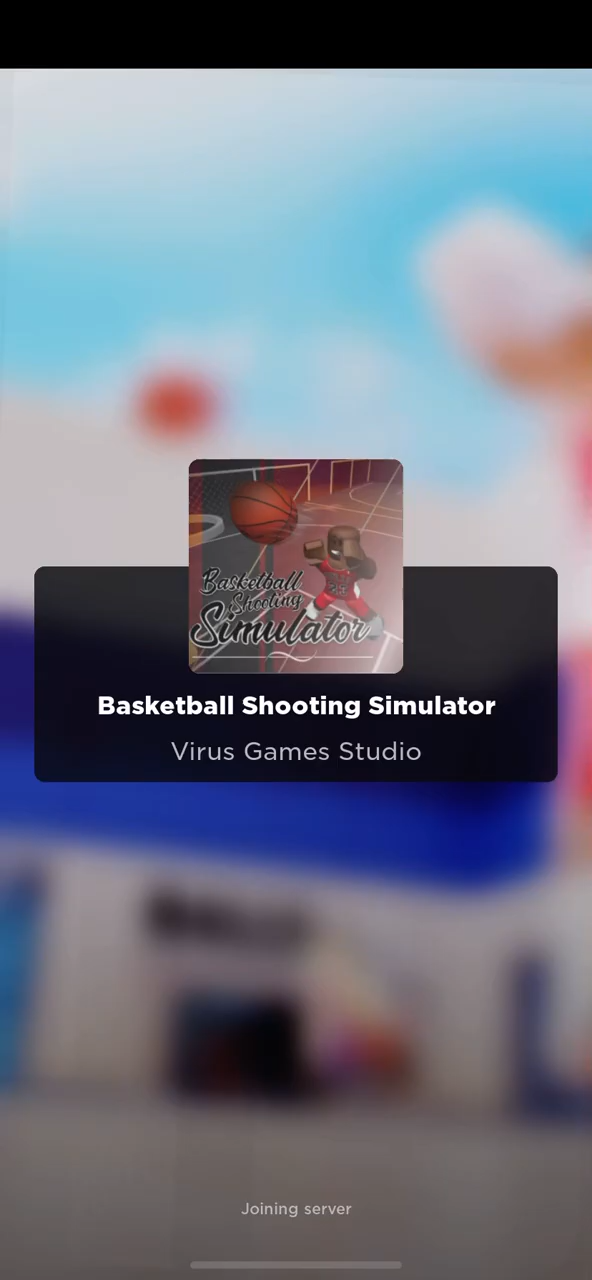 Basketball
Shooting
Simulator
Basketball Shooting Simulator
Virus Games Studio
Joining server